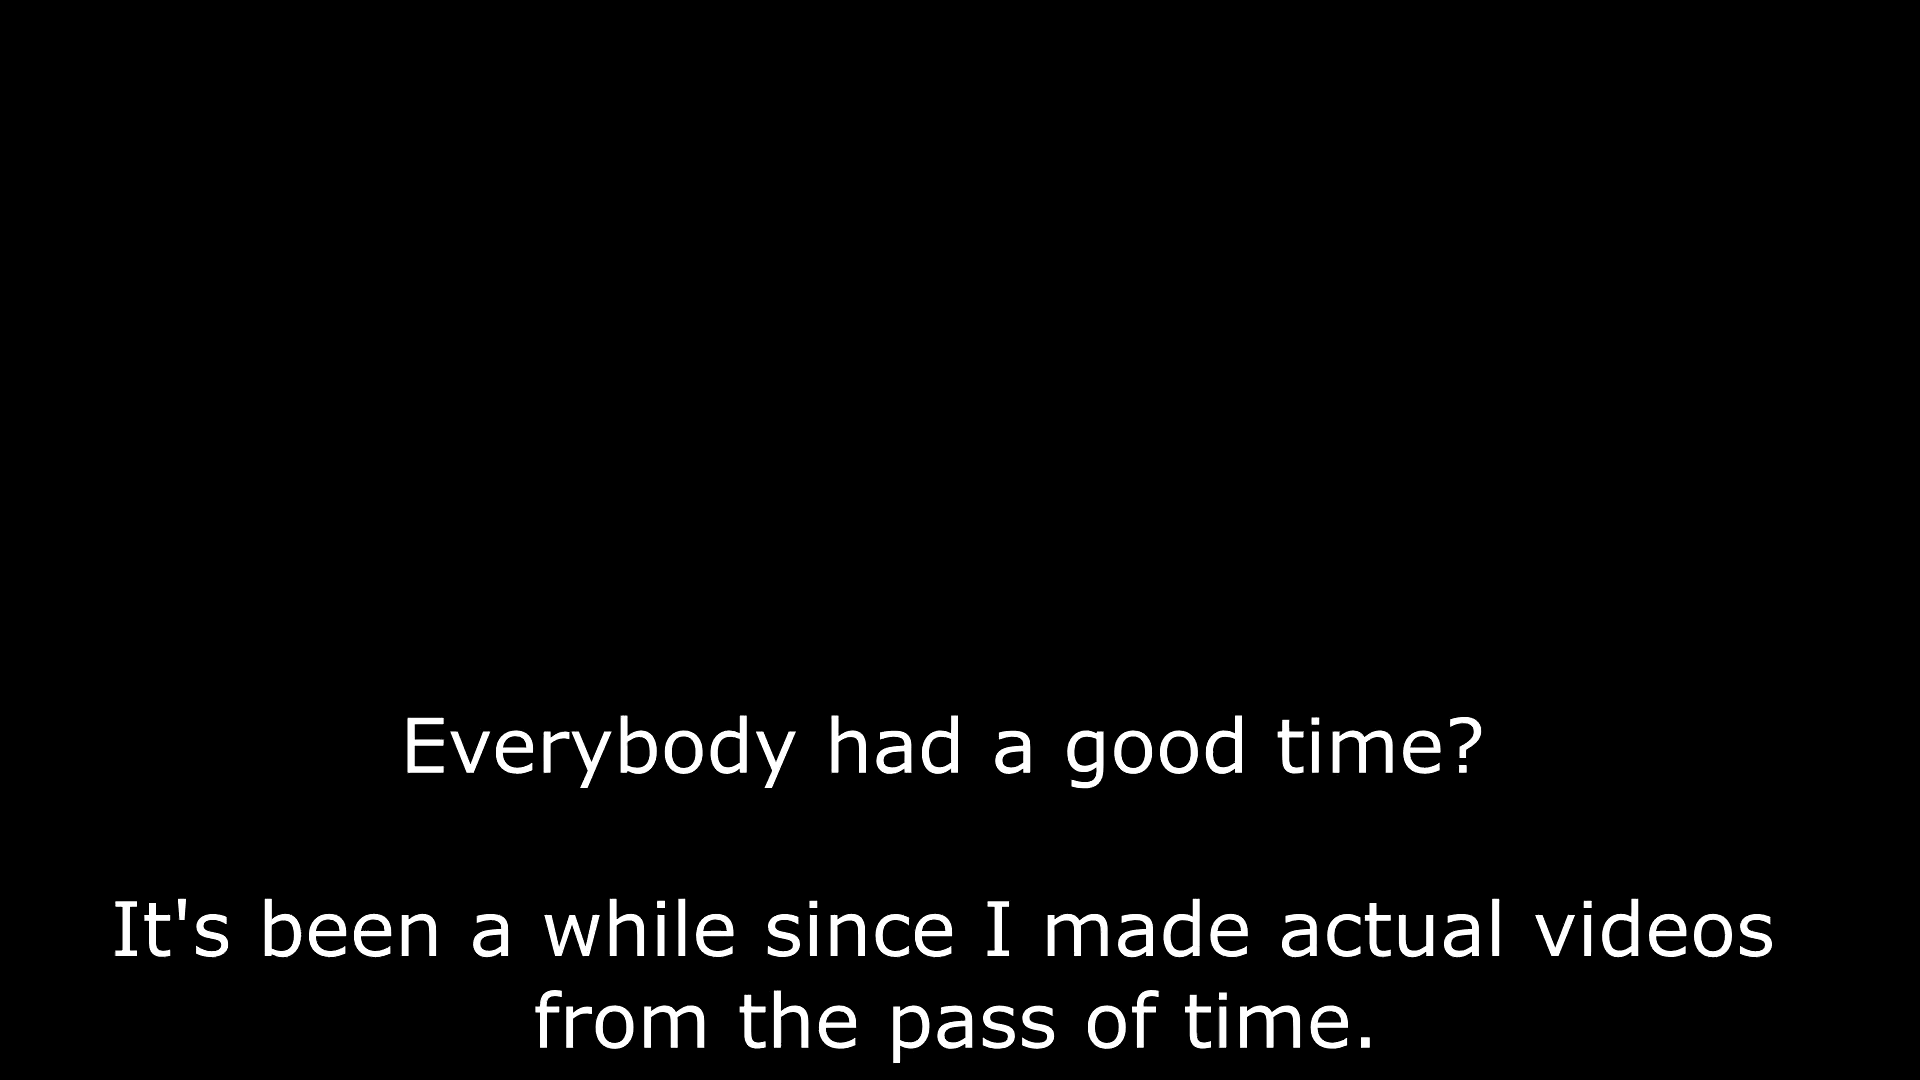 Everybody had a good time?
It's been a while since I made actual videos
from the pass of time.